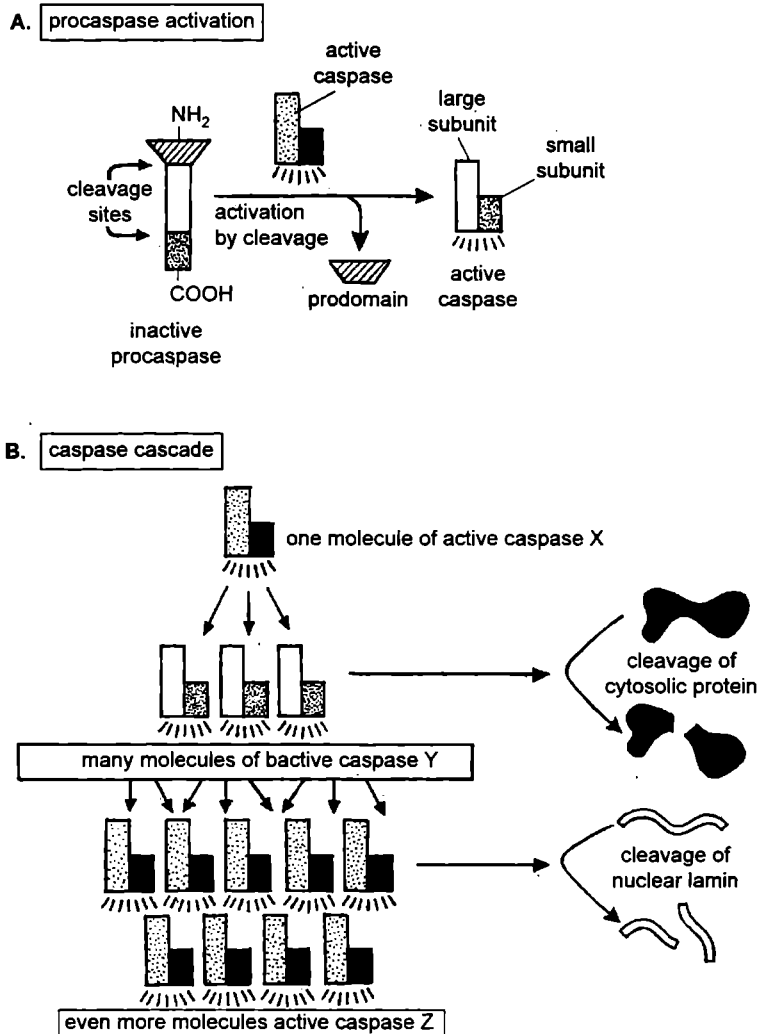 A. procaspase activation
active
caspase
NH2
large
subunit
small
subunit
cleavage
sites
activation
by cleavage
COOH
prodomain
active
caspase
inactive
procaspase
B. caspase cascade
one molecule of active caspase X
cleavage of
cytosolic protein
many molecules of bactive caspase Y
cleavage of
nuclear lamin
even more molecules active caspase Z